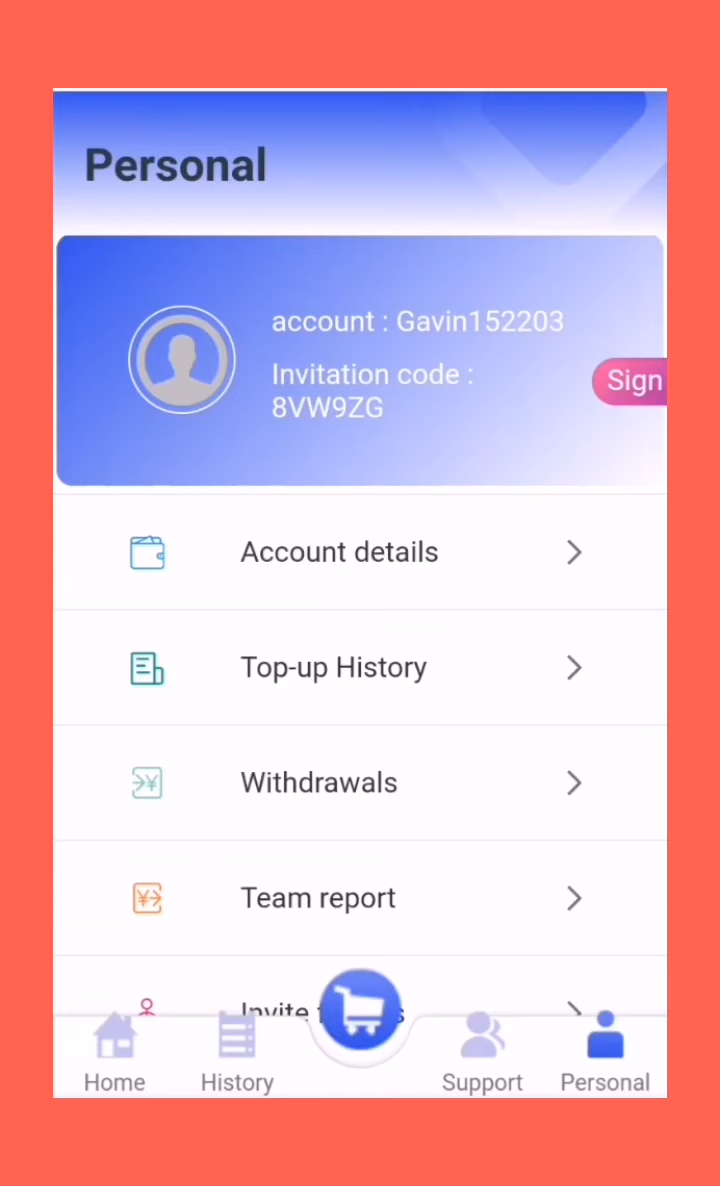 Personal
account : Gavin152203
Invitation code :
8VW9ZG
Sign
Account details
Top-up History
Withdrawals
Team report
Invite
Home
History
Support
Personal